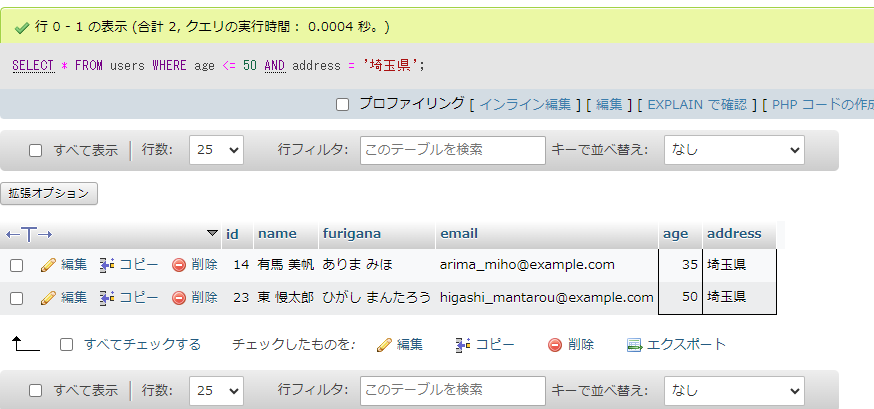 行 0 - 1 の表示 (合計 2, クエリの実行時間： 0.0004 秒。)
SELECT * FROM users WHERE age <= 50 AND address = '埼玉県';
プロファイリング [ インライン編集 ] [ 編集 ] [ EXPLAIN で確認 ] [ PHP コードの作成
すべて表示 行数: 25 行フィルタ: このテーブルを検索 キーで並べ替え: なし
拡張オプション
←T→ id name furigana email age address
編集 コピー 削除 14 有馬 美帆 ありま みほ arima_miho@example.com 35 埼玉県
編集 コピー 削除 23 東 慢太郎 ひがし まんたろう higashi_mantarou@example.com 50 埼玉県
すべてチェックする チェックしたものを: 編集 コピー 削除 エクスポート
すべて表示 行数: 25 行フィルタ: このテーブルを検索 キーで並べ替え: なし